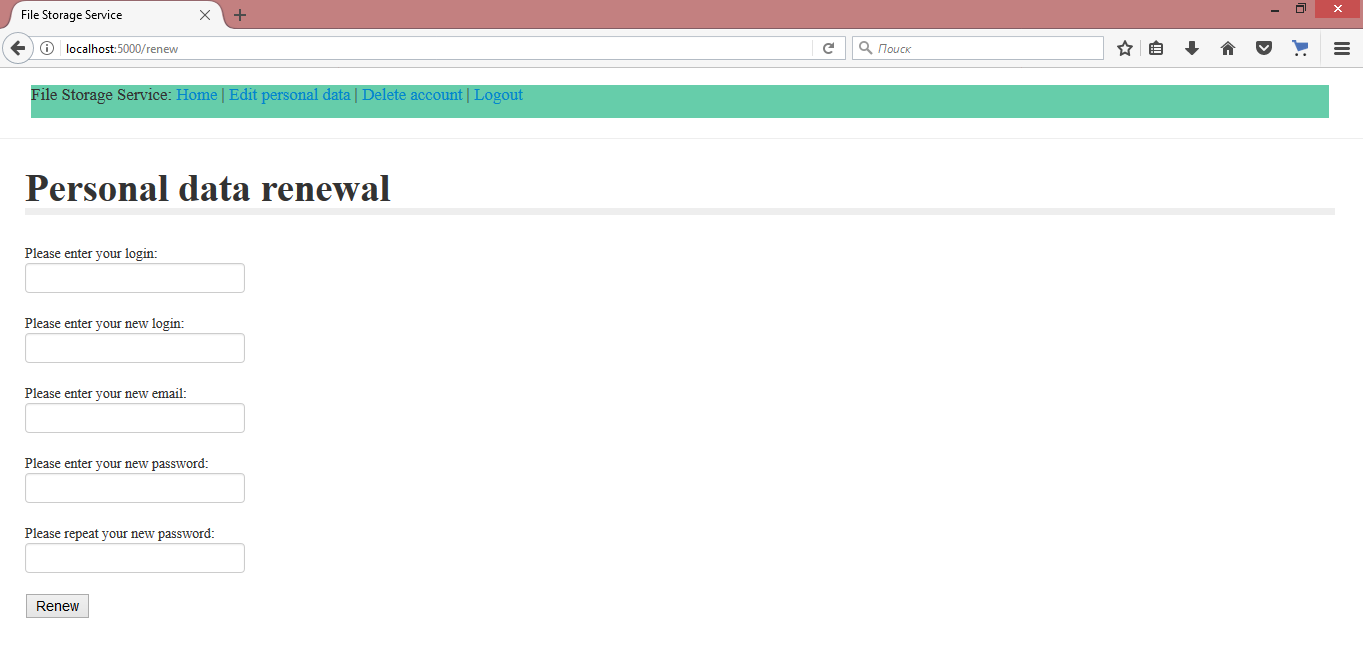 File Storage Service
localhost:5000/renew
Поиск
File Storage Service: Home | Edit personal data | Delete account | Logout
Personal data renewal
Please enter your login:
Please enter your new login:
Please enter your new email:
Please enter your new password:
Please repeat your new password:
Renew